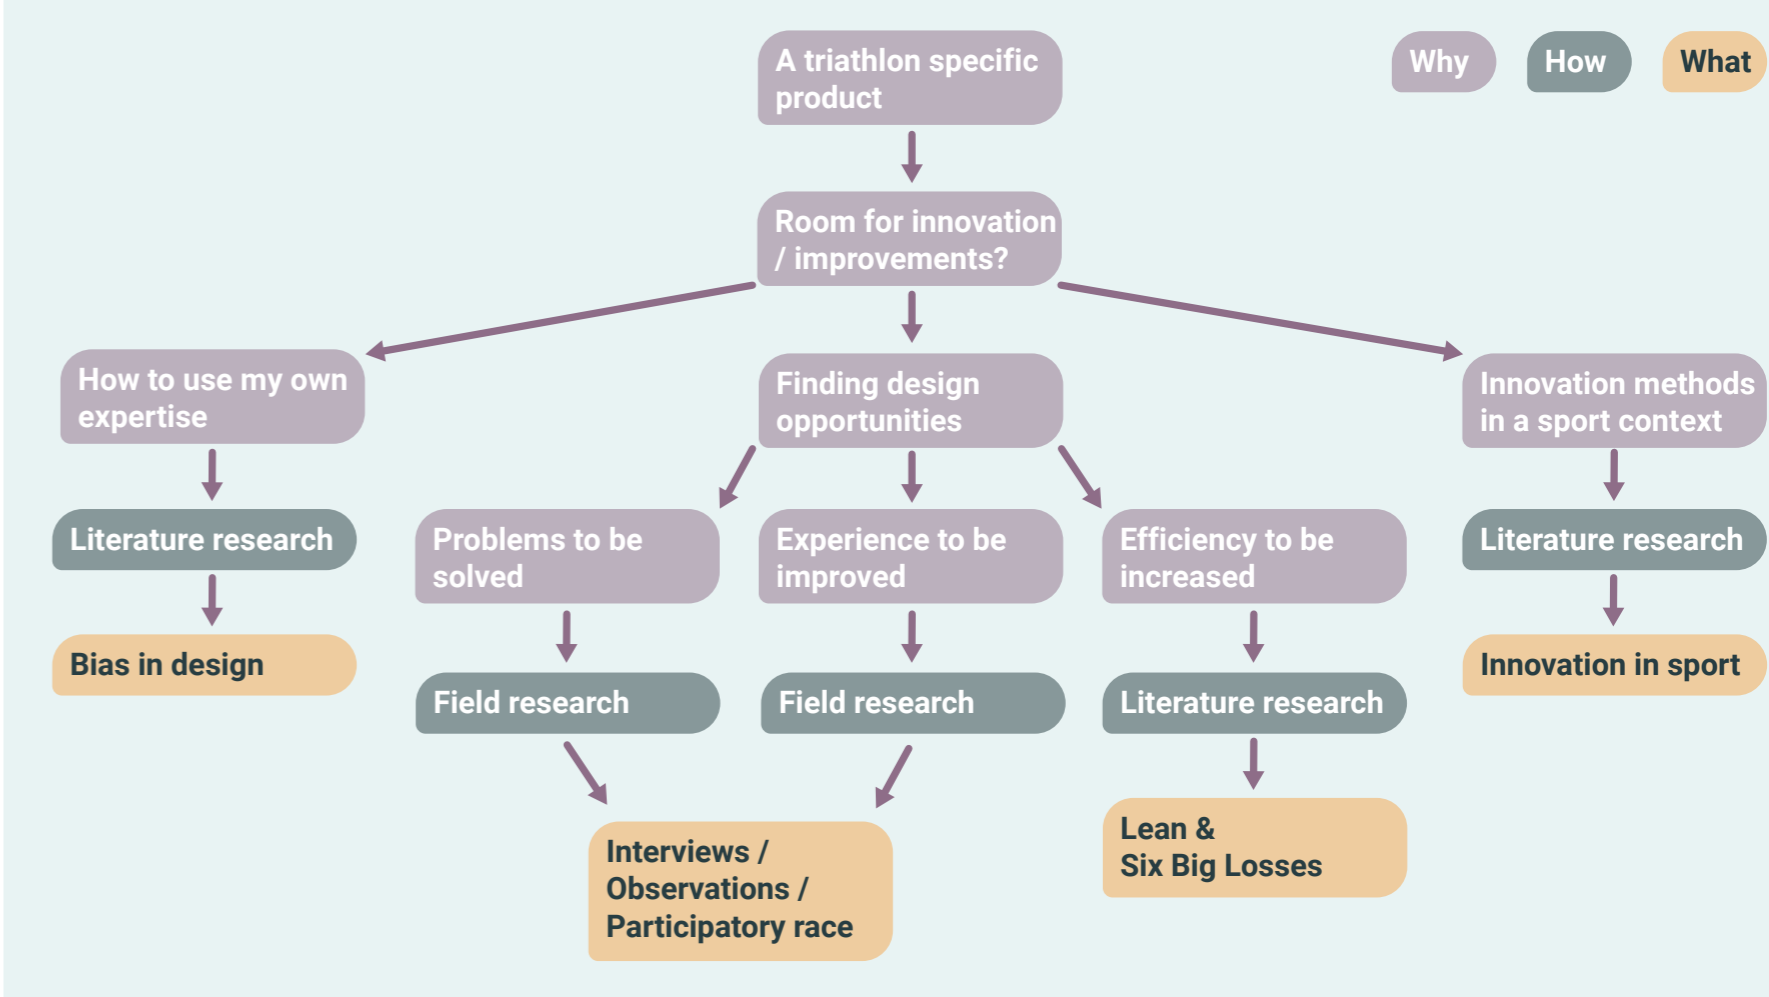 A triathlon specific
product
Why
How
What
Room for innovation
/ improvements?
How to use my own
expertise
Finding design
opportunities
Innovation methods
in a sport context
Literature research
Problems to be
solved
Experience to be
improved
Efficiency to be
increased
Literature research
Bias in design
Field research
Field research
Literature research
Innovation in sport
Interviews /
Observations /
Participatory race
Lean &
Six Big Losses